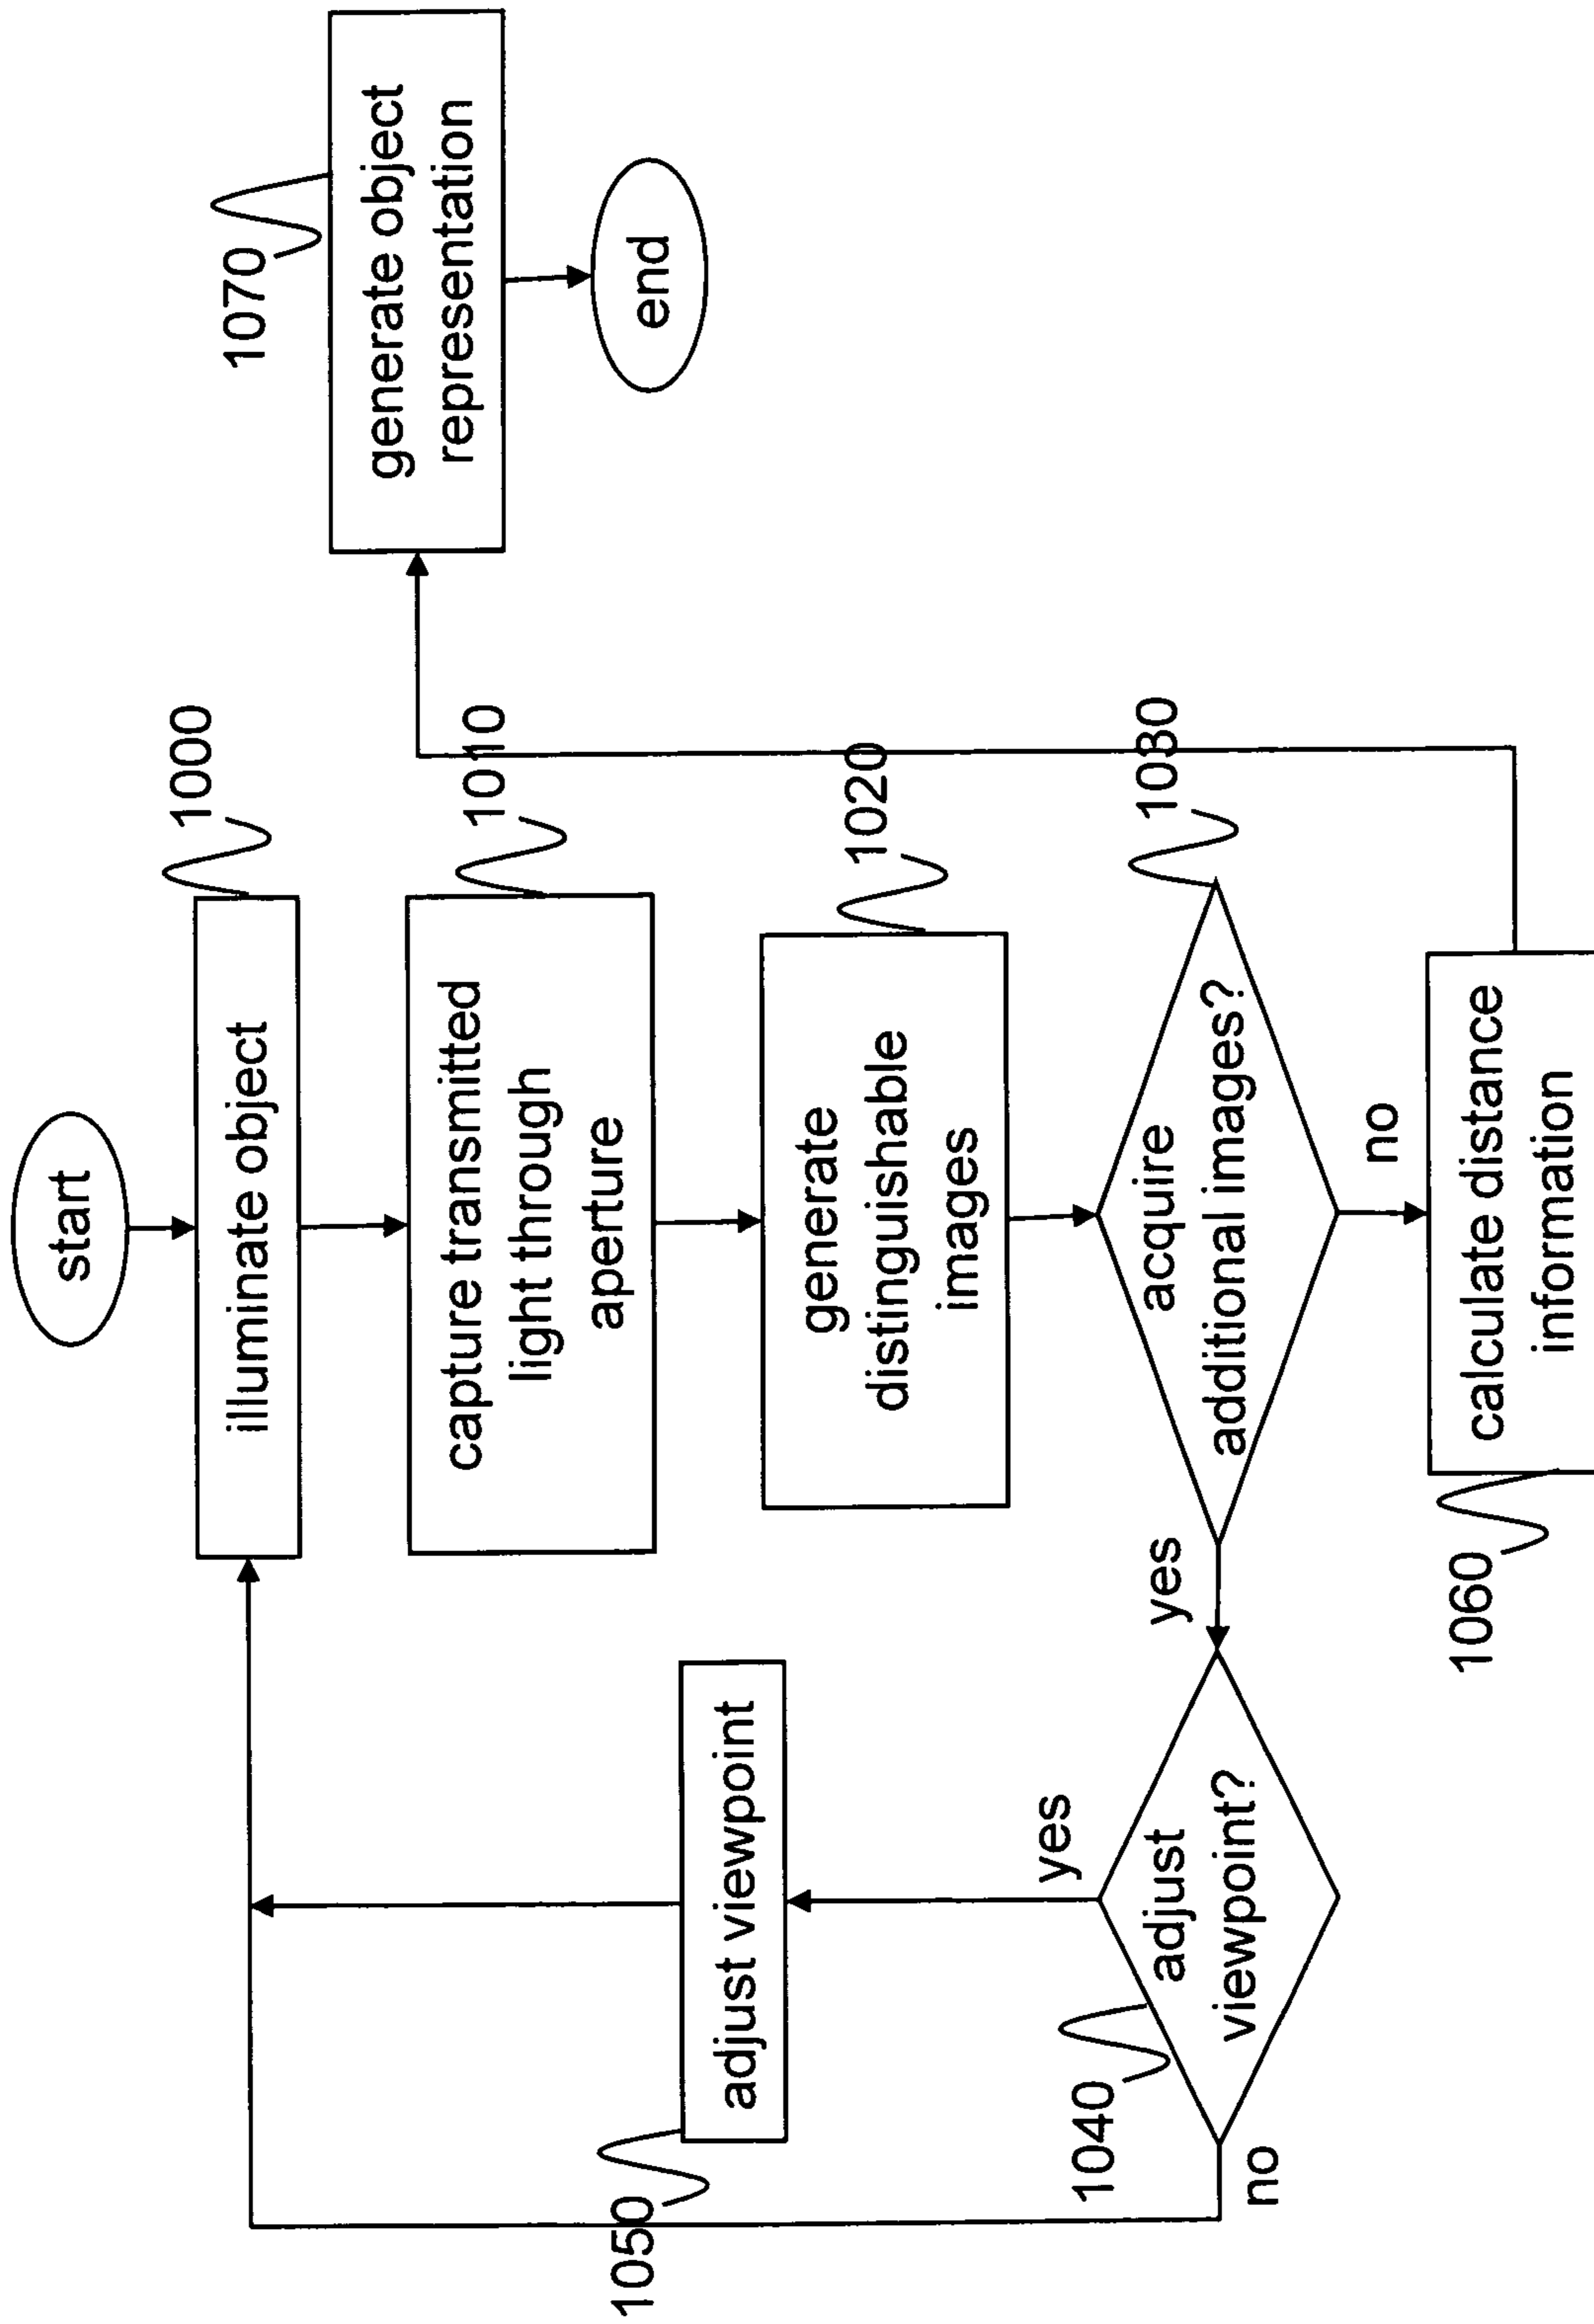 start
1000
illuminate object
1010
capture transmitted
light through
aperture
1020
generate
distinguishable
images
1030
acquire
additional images?
yes
no
1040
adjust
viewpoint?
yes
no
1050
adjust viewpoint
1060
calculate distance
information
1070
generate object
representation
end